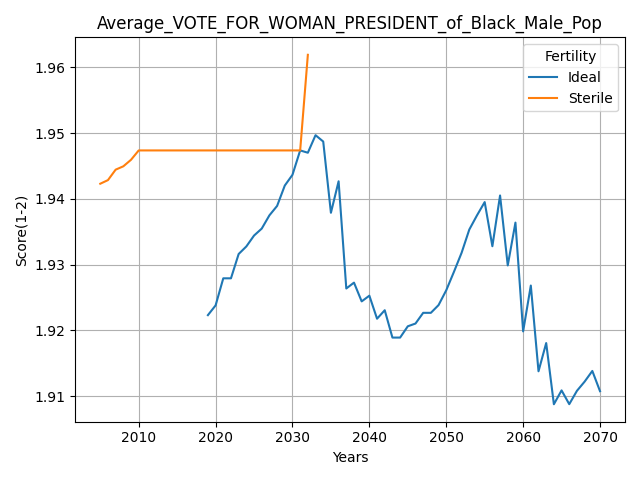 Average_VOTE_FOR_WOMAN_PRESIDENT_of_Black_Male_Pop
Fertility
Ideal
Sterile
Score(1-2)
1.96
1.95
1.94
1.93
1.92
1.91
2010 2020 2030 2040 2050 2060 2070
Years